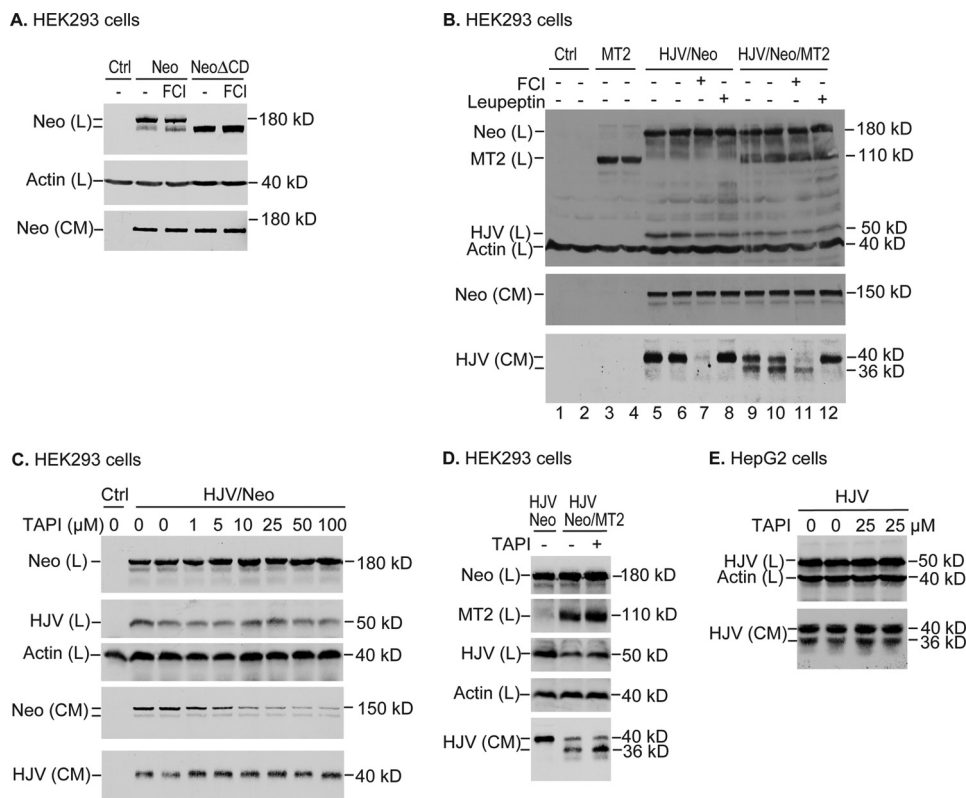 A. HEK293 cells
Ctrl Neo NeoΔCD
- - FCI - FCI
Neo (L) 180 kD
Actin (L) 40 kD
180 kD
Neo (CM)
B. HEK293 cells
Ctrl MT2 HJV/Neo HJV/Neo/MT2
FCI - - - - - - + - - - + -
Leupeptin - - - - - - - + - - - +
Neo (L) 180 kD
MT2 (L) 110 kD
HJV (L) 50 kD
Actin (L) 40 kD
Neo (CM) 150 kD
HJV (CM) 40 kD
36 kD
1 2 3 4 5 6 7 8 9 10 11 12
C. HEK293 cells
Ctrl HJV/Neo
TAPI (μM) 0 0 0 1 5 10 25 50 100
Neo (L) 180 kD
HJV (L) 50 kD
Actin (L) 40 kD
Neo (CM) 150 kD
HJV (CM) 40 kD
D. HEK293 cells
HJV HJV
Neo Neo/MT2
TAPI - - +
Neo (L) 180 kD
MT2 (L) 110 kD
HJV (L) 50 kD
Actin (L) 40 kD
HJV (CM) 40 kD
36 kD
E. HepG2 cells
HJV
TAPI 0 0 25 25 μM
HJV (L) 50 kD
Actin (L) 40 kD
HJV (CM) 40 kD
36 kD